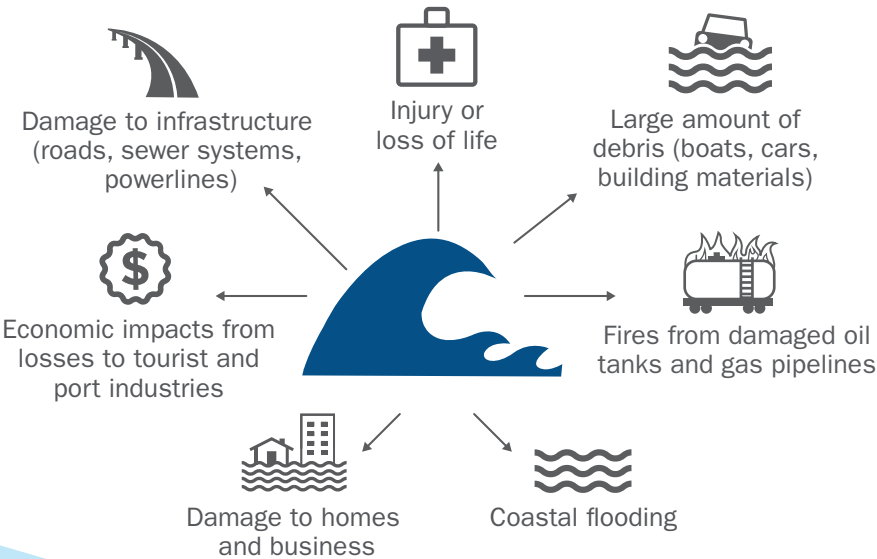 Damage to infrastructure
(roads, sewer systems,
powerlines)
Injury or
loss of life
Large amount of
debris (boats, cars,
building materials)
$
Economic impacts from
losses to tourist and
port industries
Fires from damaged oil
tanks and gas pipelines
Damage to homes
and business
Coastal flooding